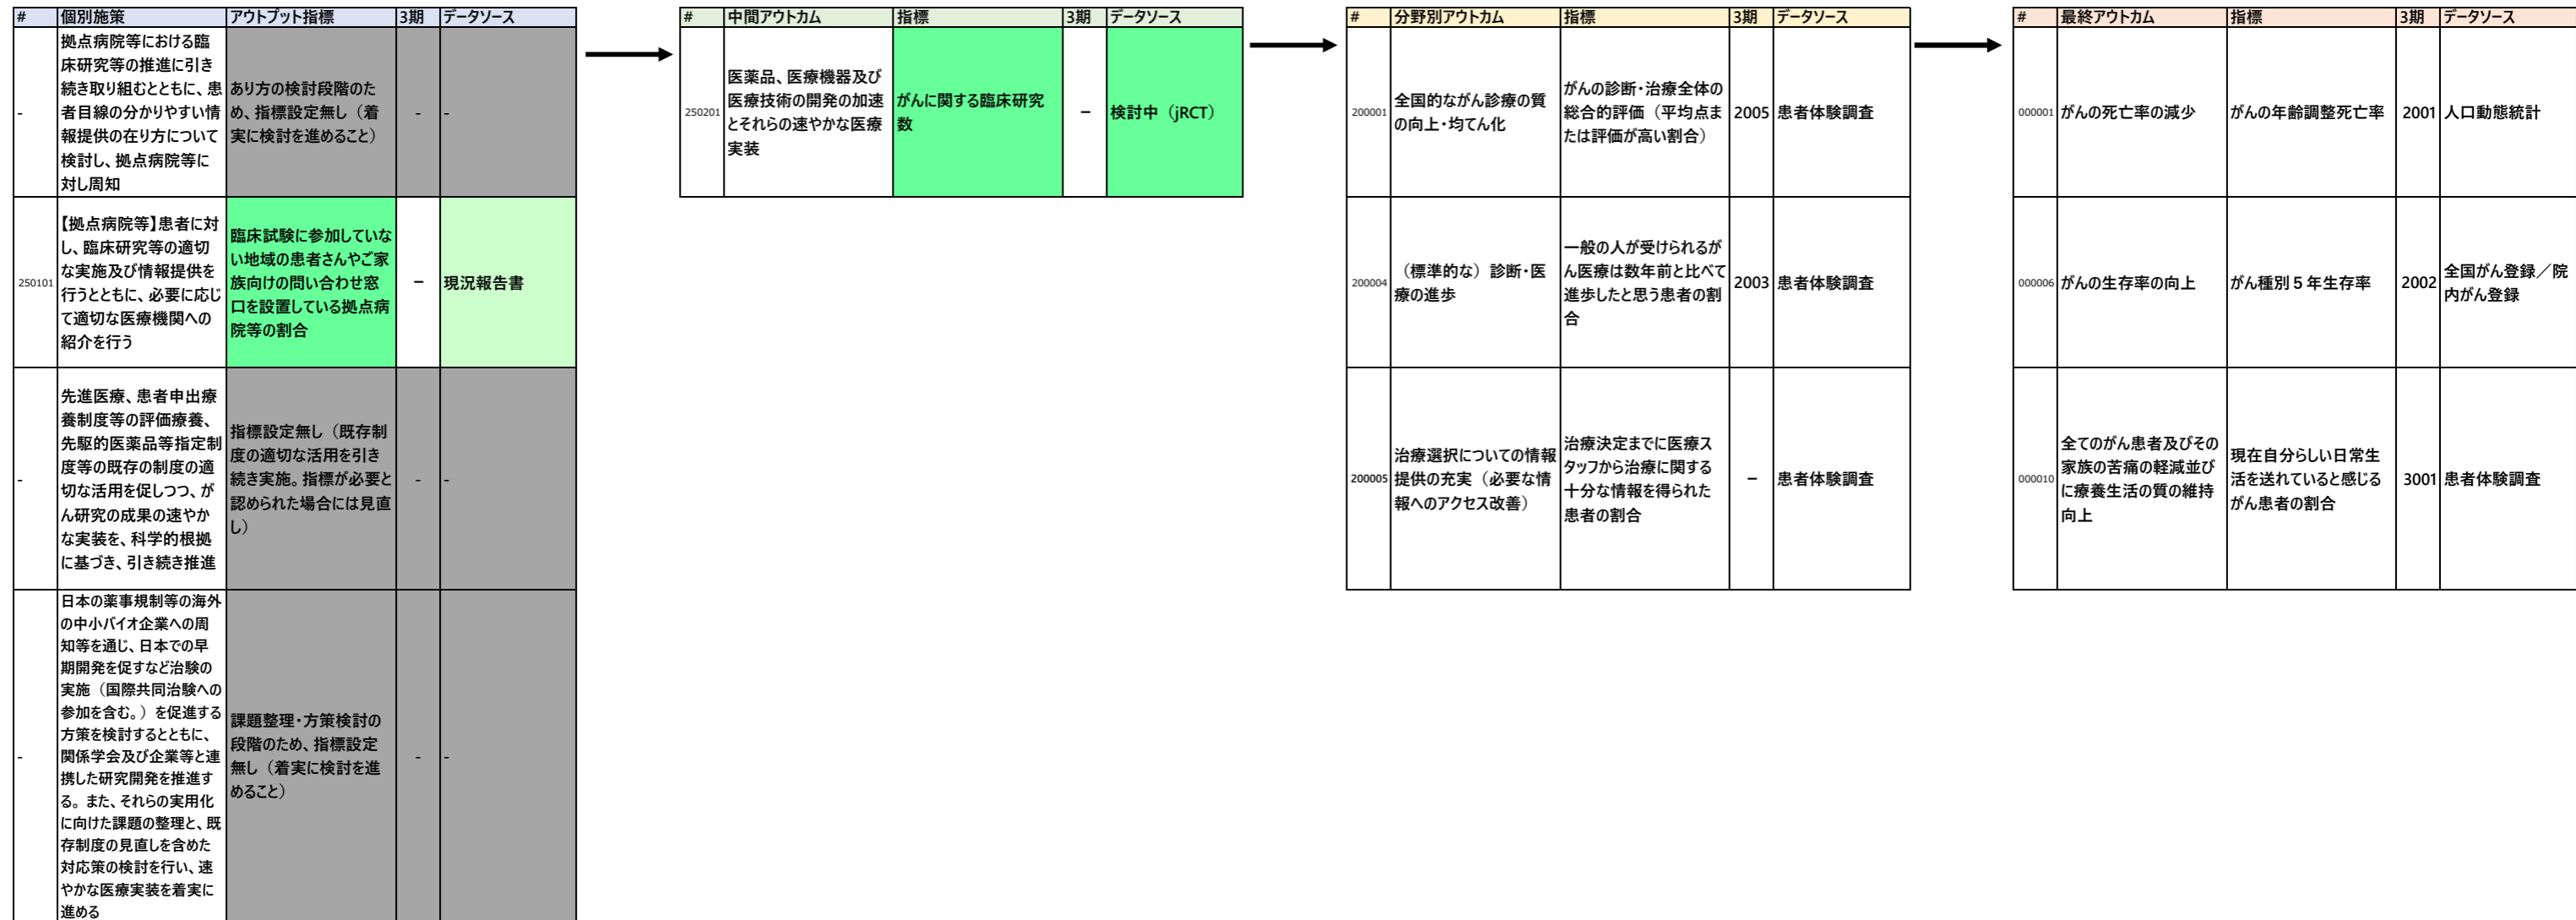 # 個別施策 アウトプット指標 3期 データソース
-
拠点病院等における臨
床研究等の推進に引き
続き取り組むとともに、患
者目線の分かりやすい情
報提供の在り方について
検討し、拠点病院等に
対し周知
あり方の検討段階のた
め、指標設定無し（着
実に検討を進めること）
-
-
250101
【拠点病院等】患者に対
し、臨床研究等の適切
な実施及び情報提供を
行うとともに、必要に応じ
て適切な医療機関への
紹介を行う
臨床試験に参加していな
い地域の患者さんやご家
族向けの問い合わせ窓
口を設置している拠点病
院等の割合
－
現況報告書
-
先進医療、患者申出療
養制度等の評価療養、
先駆的医薬品等指定制
度等の既存の制度の適
切な活用を促しつつ、が
ん研究の成果の速やか
な実装を、科学的根拠
に基づき、引き続き推進
指標設定無し（既存制
度の適切な活用を引き
続き実施。指標が必要と
認められた場合には見直
し）
-
-
-
日本の薬事規制等の海外
の中小バイオ企業への周
知等を通じ、日本での早
期開発を促すなど治験の
実施（国際共同治験への
参加を含む。）を促進する
方策を検討するとともに、
関係学会及び企業等と連
携した研究開発を推進す
る。また、それらの実用化
に向けた課題の整理と、既
存制度の見直しを含めた
対応策の検討を行い、速
やかな医療実装を着実に
進める
課題整理・方策検討の
段階のため、指標設定
無し（着実に検討を進
めること）
-
-
# 中間アウトカム 指標 3期 データソース
250201
医薬品、医療機器及び
医療技術の開発の加速
とそれらの速やかな医療
実装
がんに関する臨床研究
数
－
検討中（jRCT）
# 分野別アウトカム 指標 3期 データソース
200001
全国的ながん診療の質
の向上・均てん化
がんの診断・治療全体の
総合的評価（平均点ま
たは評価が高い割合）
2005
患者体験調査
200004
（標準的な）診断・医
療の進歩
一般の人が受けられるが
ん医療は数年前と比べて
進歩したと思う患者の割
合
2003
患者体験調査
200005
治療選択についての情報
提供の充実（必要な情
報へのアクセス改善）
治療決定までに医療ス
タッフから治療に関する
十分な情報を得られた
患者の割合
－
患者体験調査
# 最終アウトカム 指標 3期 データソース
000001
がんの死亡率の減少
がんの年齢調整死亡率
2001
人口動態統計
000006
がんの生存率の向上
がん種別５年生存率
2002
全国がん登録／院
内がん登録
000010
全てのがん患者及びその
家族の苦痛の軽減並び
に療養生活の質の維持
向上
現在自分らしい日常生
活を送れていると感じる
がん患者の割合
3001
患者体験調査